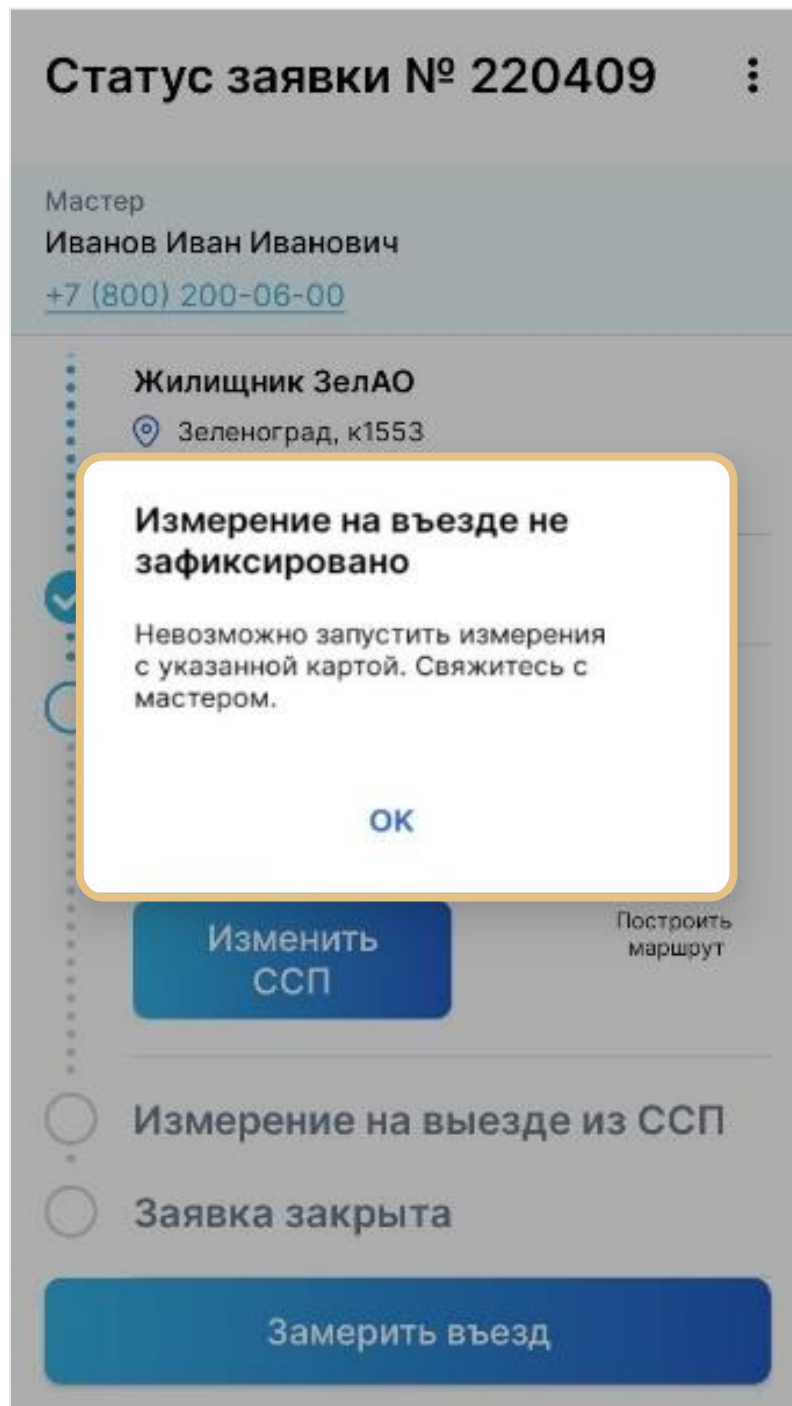 Статус заявки № 220409
Мастер
Иванов Иван Иванович
+7 (800) 200-06-00
Жилищник ЗелАО
Зеленоград, к1553
Измерение на въезде не
зафиксировано
Невозможно запустить измерения
с указанной картой. Свяжитесь с
мастером.
ОК
Изменить
ССП
Построить
маршрут
Измерение на выезде из ССП
Заявка закрыта
Замерить въезд